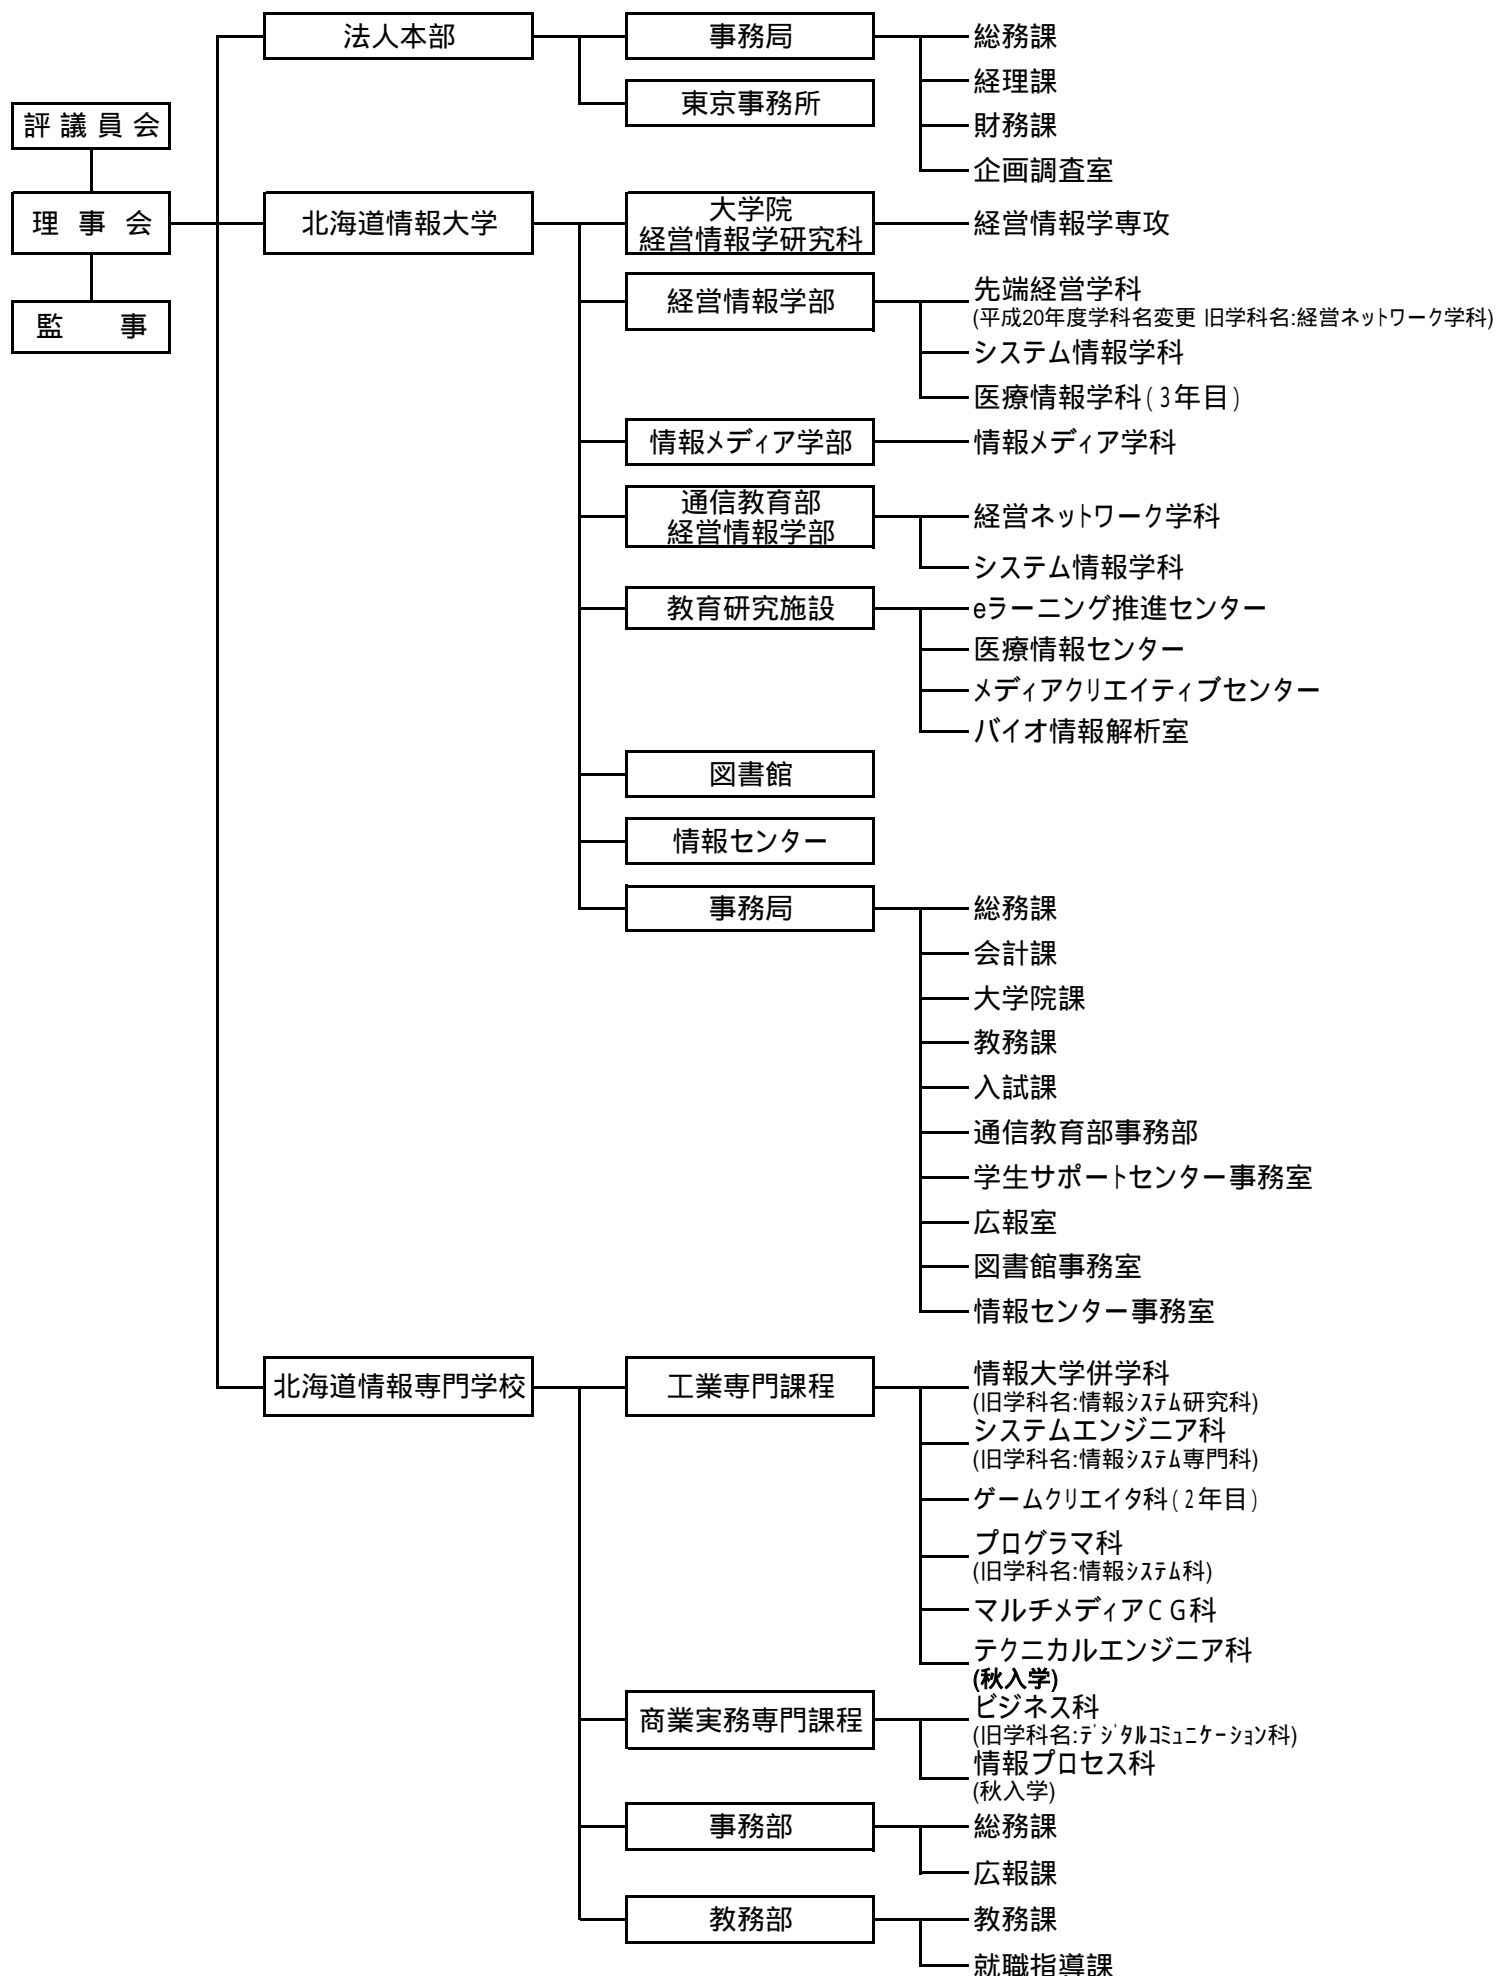 評議員会
理事会
監事
法人本部
事務局
総務課
経理課
財務課
企画調査室
東京事務所
北海道情報大学
大学院
経営情報学研究科
経営情報学専攻
経営情報学部
先端経営学科
(平成20年度学科名変更 旧学科名:経営ネットワーク学科)
システム情報学科
医療情報学科(3年目)
情報メディア学部
情報メディア学科
通信教育部
経営情報学部
経営ネットワーク学科
システム情報学科
教育研究施設
eラーニング推進センター
医療情報センター
メディアクリエイティブセンター
バイオ情報解析室
図書館
情報センター
事務局
総務課
会計課
大学院課
教務課
入試課
通信教育部事務部
学生サポートセンター事務室
広報室
図書館事務室
情報センター事務室
北海道情報専門学校
工業専門課程
情報大学併学科
(旧学科名:情報ｼｽﾃﾑ研究科)
システムエンジニア科
(旧学科名:情報ｼｽﾃﾑ専門科)
ゲームクリエイタ科(2年目)
プログラマ科
(旧学科名:情報ｼｽﾃﾑ科)
マルチメディアCG科
テクニカルエンジニア科
(秋入学)
商業実務専門課程
ビジネス科
(旧学科名:ﾃﾞｼﾞﾀﾙｺﾐｭﾆｹｰｼｮﾝ科)
情報プロセス科
(秋入学)
事務部
総務課
広報課
教務部
教務課
就職指導課